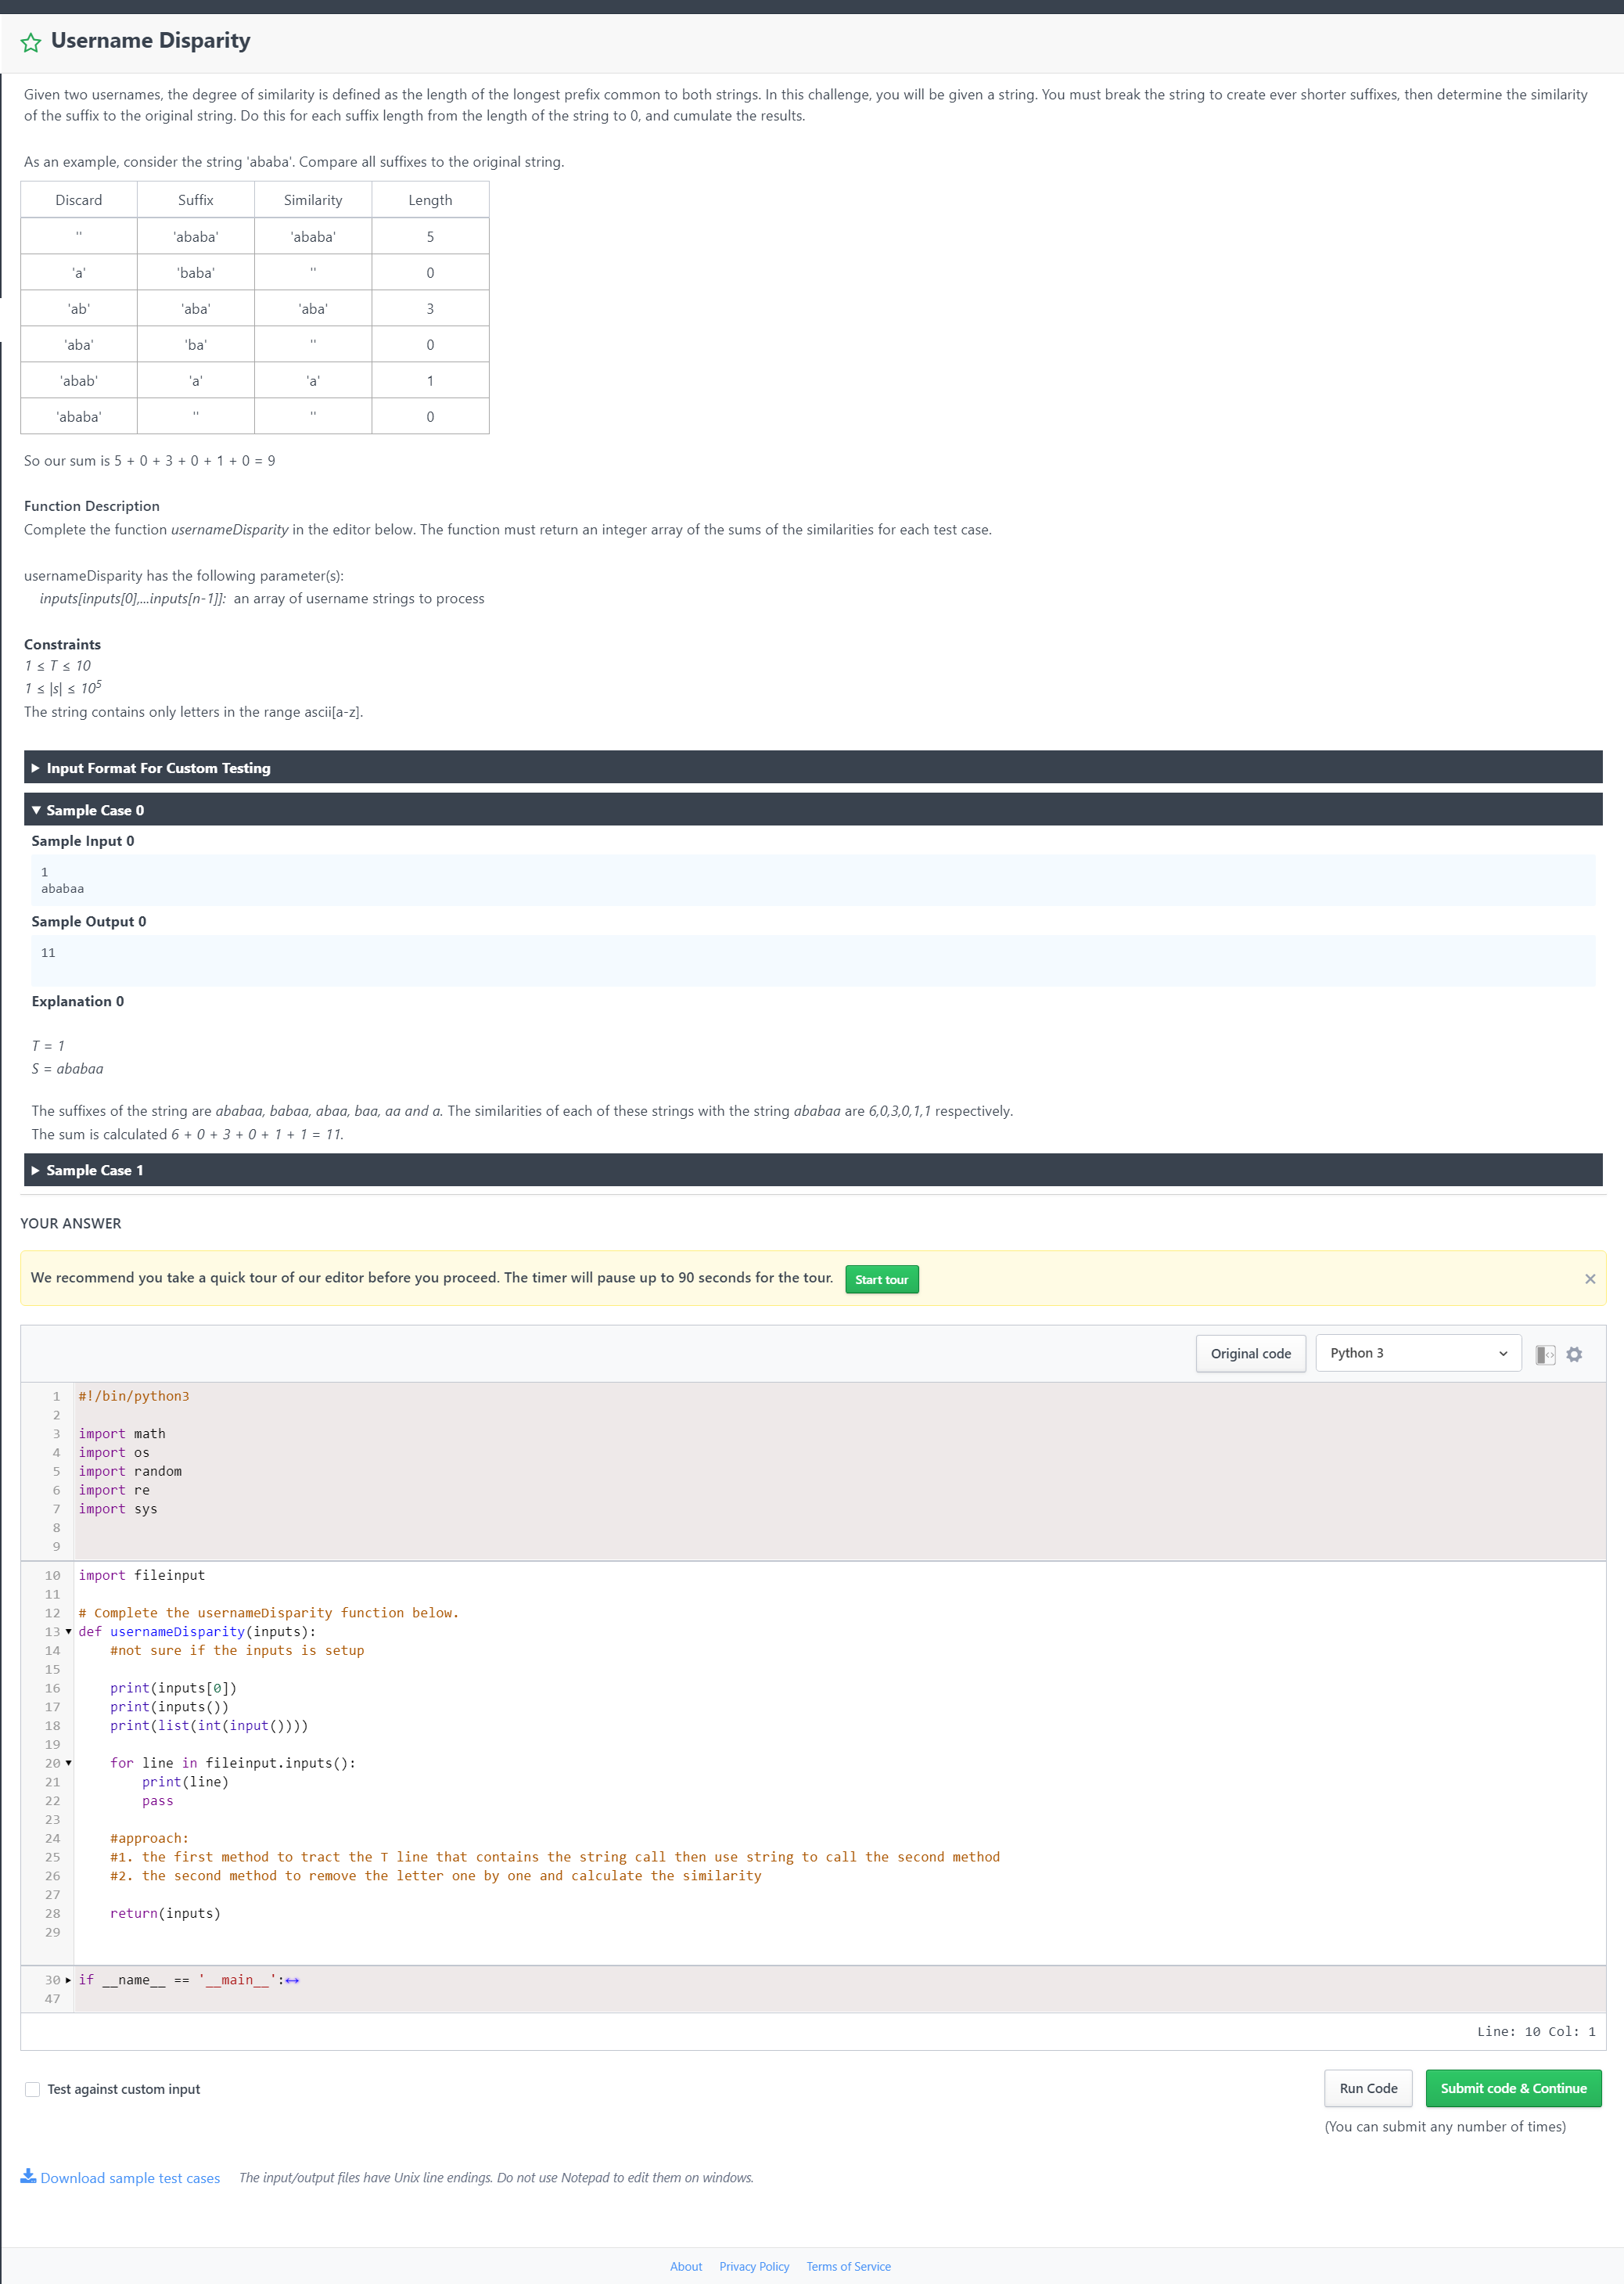 Username Disparity
Given two usernames, the degree of similarity is defined as the length of the longest prefix common to both strings. In this challenge, you will be given a string. You must break the string to create ever shorter suffixes, then determine the similarity
of the suffix to the original string. Do this for each suffix length from the length of the string to 0, and cumulate the results.
As an example, consider the string 'ababa'. Compare all suffixes to the original string.
Discard Suffix Similarity Length
'' 'ababa' 'ababa' 5
'a' 'baba' '' 0
'ab' 'aba' 'aba' 3
'aba' 'ba' '' 0
'abab' 'a' 'a' 1
'ababa' '' '' 0
So our sum is 5 + 0 + 3 + 0 + 1 + 0 = 9
Function Description
Complete the function usernameDisparity in the editor below. The function must return an integer array of the sums of the similarities for each test case.
usernameDisparity has the following parameter(s):
inputs[inputs[0],...inputs[n-1]]: an array of username strings to process
Constraints
1 ≤ T ≤ 10
1 ≤ |s| ≤ 10⁵
The string contains only letters in the range ascii[a-z].
▶ Input Format For Custom Testing
▼ Sample Case 0
Sample Input 0
1
ababaa
Sample Output 0
11
Explanation 0
T = 1
S = ababaa
The suffixes of the string are ababaa, babaa, abaa, baa, aa and a. The similarities of each of these strings with the string ababaa are 6,0,3,0,1,1 respectively.
The sum is calculated 6 + 0 + 3 + 0 + 1 + 1 = 11.
▶ Sample Case 1
YOUR ANSWER
We recommend you take a quick tour of our editor before you proceed. The timer will pause up to 90 seconds for the tour. Start tour ×
Original code Python 3
1 #!/bin/python3
2
3 import math
4 import os
5 import random
6 import re
7 import sys
8
9
10 import fileinput
11
12 # Complete the usernameDisparity function below.
13 def usernameDisparity(inputs):
14     #not sure if the inputs is setup
15
16     print(inputs[0])
17     print(inputs())
18     print(list(int(input())))
19
20     for line in fileinput.inputs():
21         print(line)
22         pass
23
24     #approach:
25     #1. the first method to tract the T line that contains the string call then use string to call the second method
26     #2. the second method to remove the letter one by one and calculate the similarity
27
28     return(inputs)
29
30 if __name__ == '__main__':↔
47
Line: 10 Col: 1
Test against custom input Run Code Submit code & Continue
(You can submit any number of times)
Download sample test cases The input/output files have Unix line endings. Do not use Notepad to edit them on windows.
About Privacy Policy Terms of Service